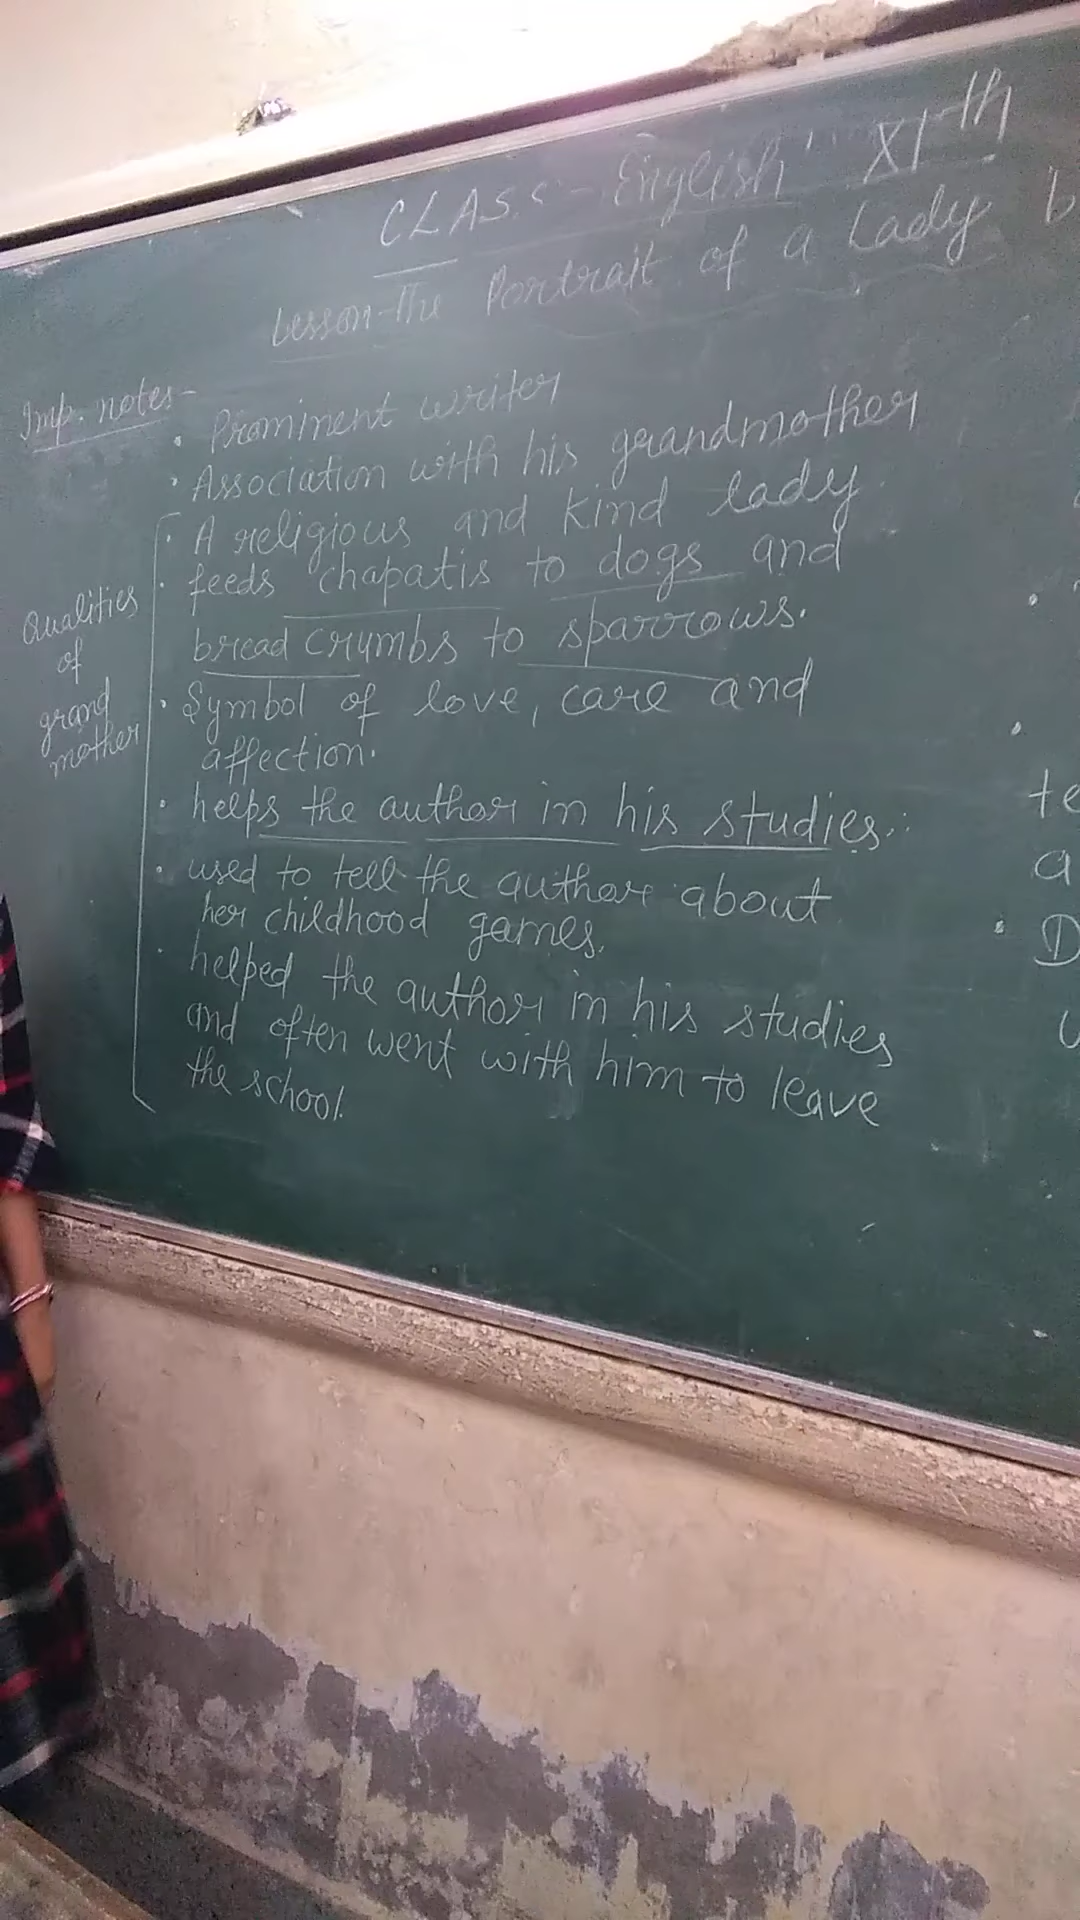 CLASS - English XIth
Lesson - The Portrait of a Lady b
Imp. notes -
• Prominent writer
• Association with his grandmother
Qualities
of
grand
mother
• A religious and kind lady
• feeds chapatis to dogs and
bread crumbs to sparrows.
• Symbol of love, care and
affection.
• helps the author in his studies.
• used to tell the author about
her childhood games.
• helped the author in his studies
and often went with him to leave
the school.
te
a
D